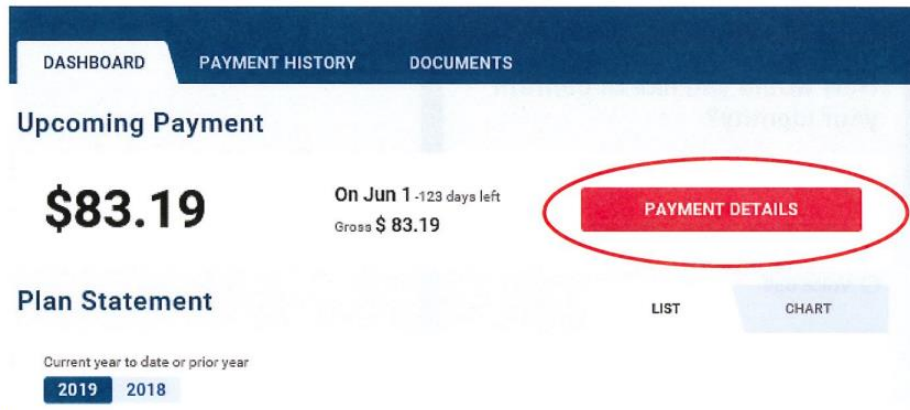 DASHBOARD PAYMENT HISTORY DOCUMENTS
Upcoming Payment
$83.19
On Jun 1 -123 days left
Gross $ 83.19
PAYMENT DETAILS
Plan Statement
LIST CHART
Current year to date or prior year
2019 2018